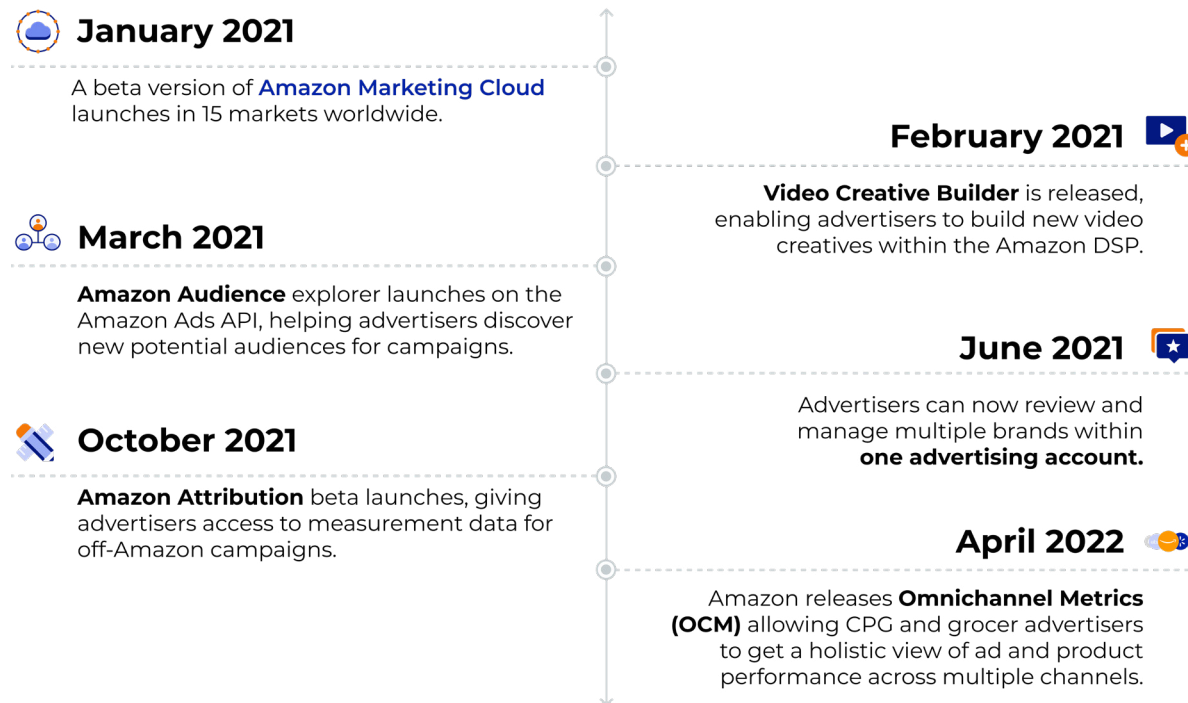 January 2021
A beta version of Amazon Marketing Cloud
launches in 15 markets worldwide.
February 2021
Video Creative Builder is released,
enabling advertisers to build new video
creatives within the Amazon DSP.
March 2021
Amazon Audience explorer launches on the
Amazon Ads API, helping advertisers discover
new potential audiences for campaigns.
June 2021
Advertisers can now review and
manage multiple brands within
one advertising account.
October 2021
Amazon Attribution beta launches, giving
advertisers access to measurement data for
off-Amazon campaigns.
April 2022
Amazon releases Omnichannel Metrics
(OCM) allowing CPG and grocer advertisers
to get a holistic view of ad and product
performance across multiple channels.